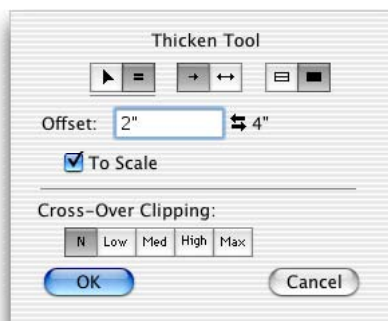 Thicken Tool
Offset: 2" 4"
To Scale
Cross-Over Clipping:
N Low Med High Max
OK Cancel